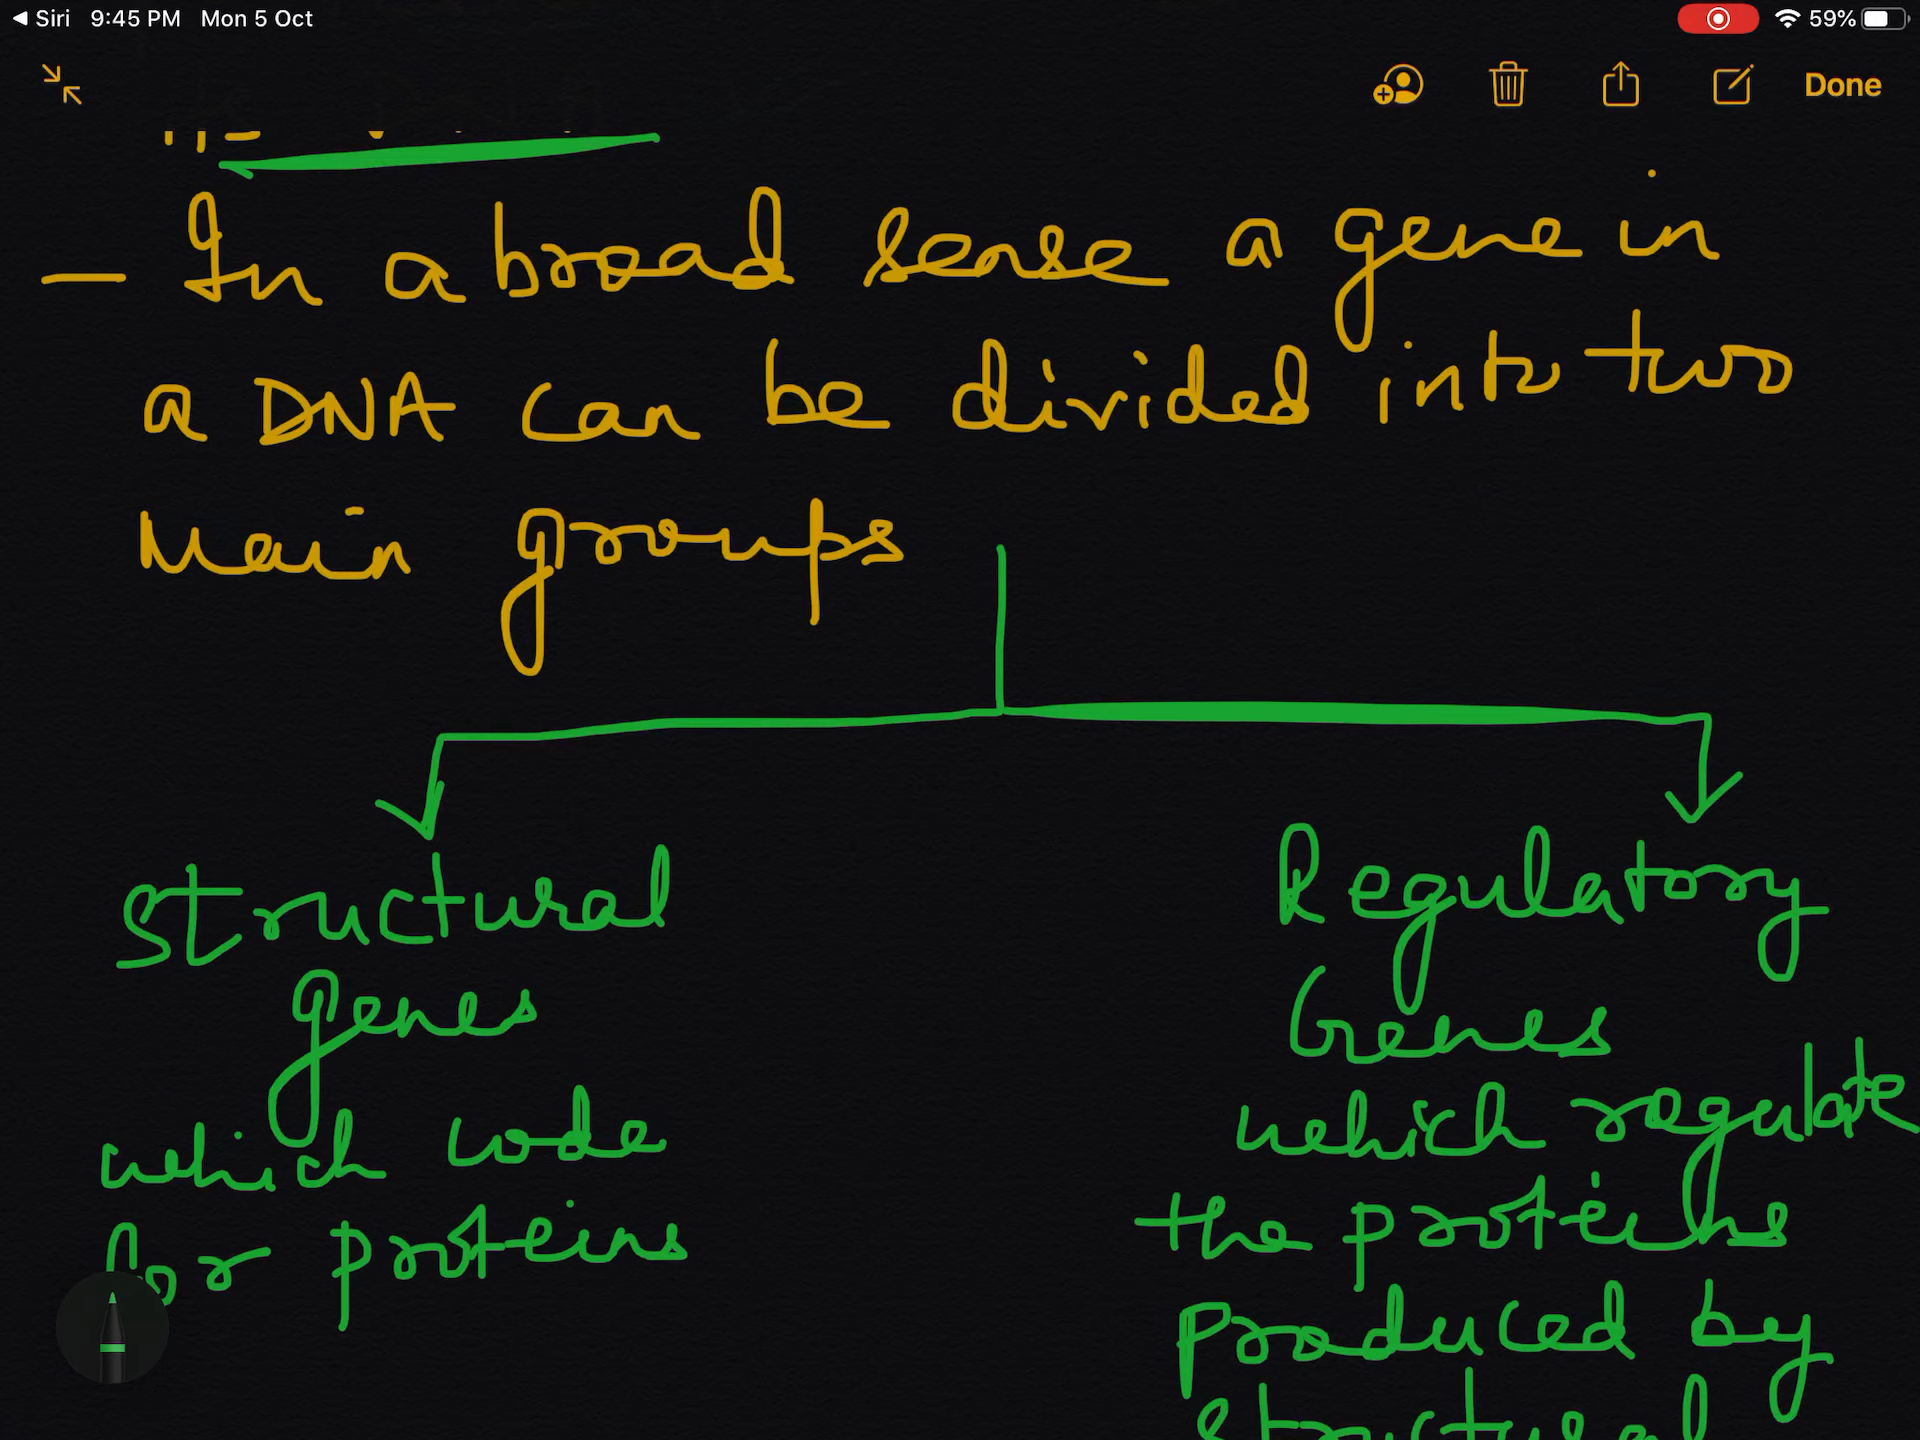 Siri 9:45 PM Mon 5 Oct 59%
Done
- In a broad sense a gene in
a DNA can be divided into two
Main groups
Structural
genes
which code
for proteins
Regulatory
Genes
which regulate
the proteins
produced by
structural